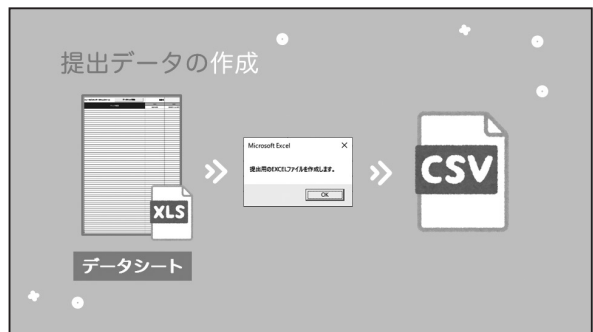 提出データの作成
Microsoft Excel
提出用のEXCELファイルを作成します。
OK
XLS
CSV
データシート